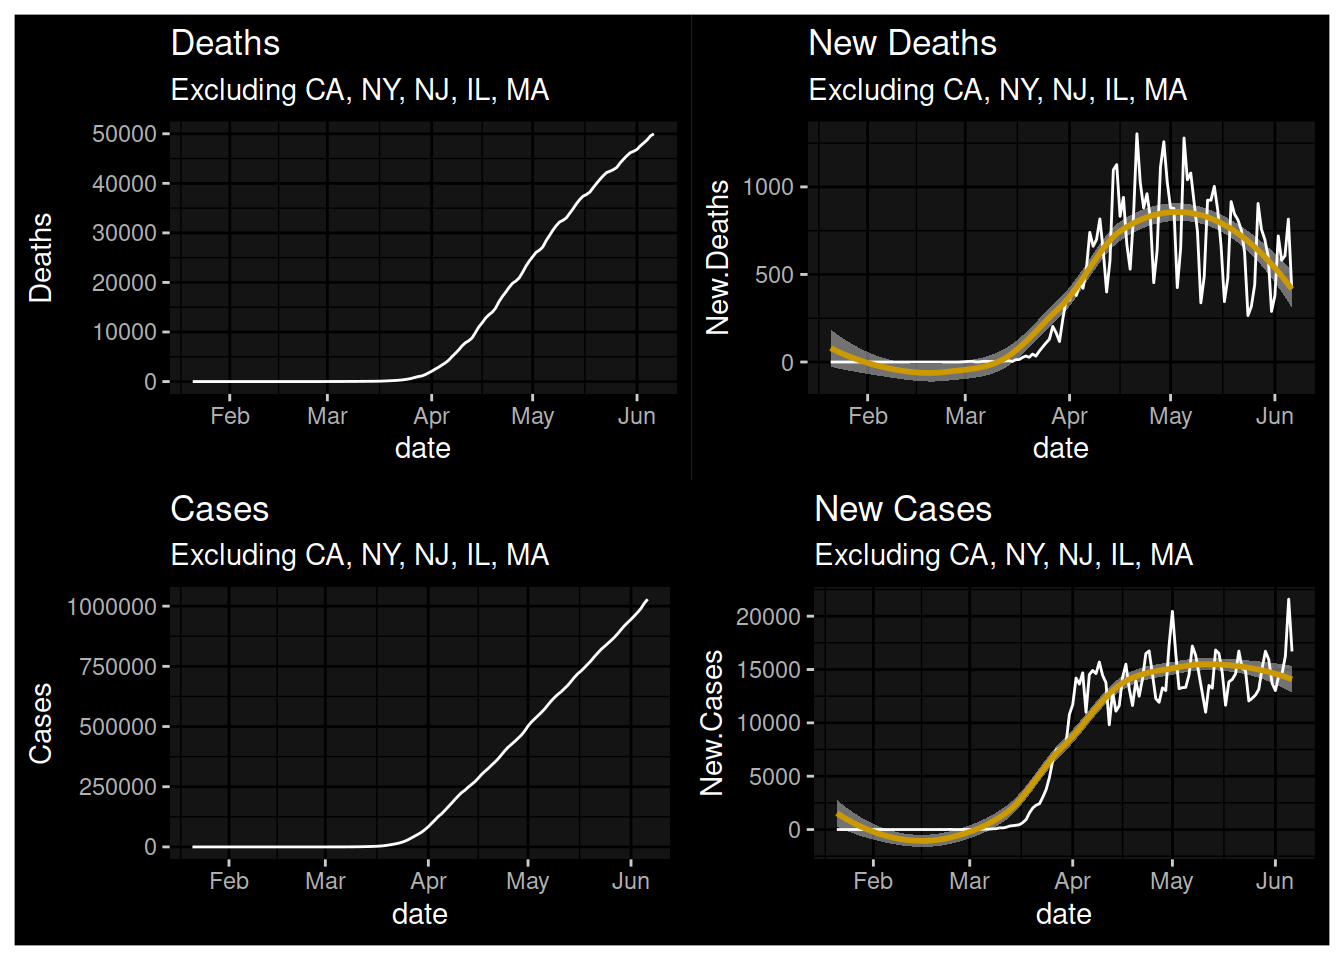 Deaths
Excluding CA, NY, NJ, IL, MA
50000
40000
30000
20000
10000
0
Deaths
Feb Mar Apr May Jun
date
New Deaths
Excluding CA, NY, NJ, IL, MA
1000
500
0
New.Deaths
Feb Mar Apr May Jun
date
Cases
Excluding CA, NY, NJ, IL, MA
1000000
750000
500000
250000
0
Cases
Feb Mar Apr May Jun
date
New Cases
Excluding CA, NY, NJ, IL, MA
20000
15000
10000
5000
0
New.Cases
Feb Mar Apr May Jun
date